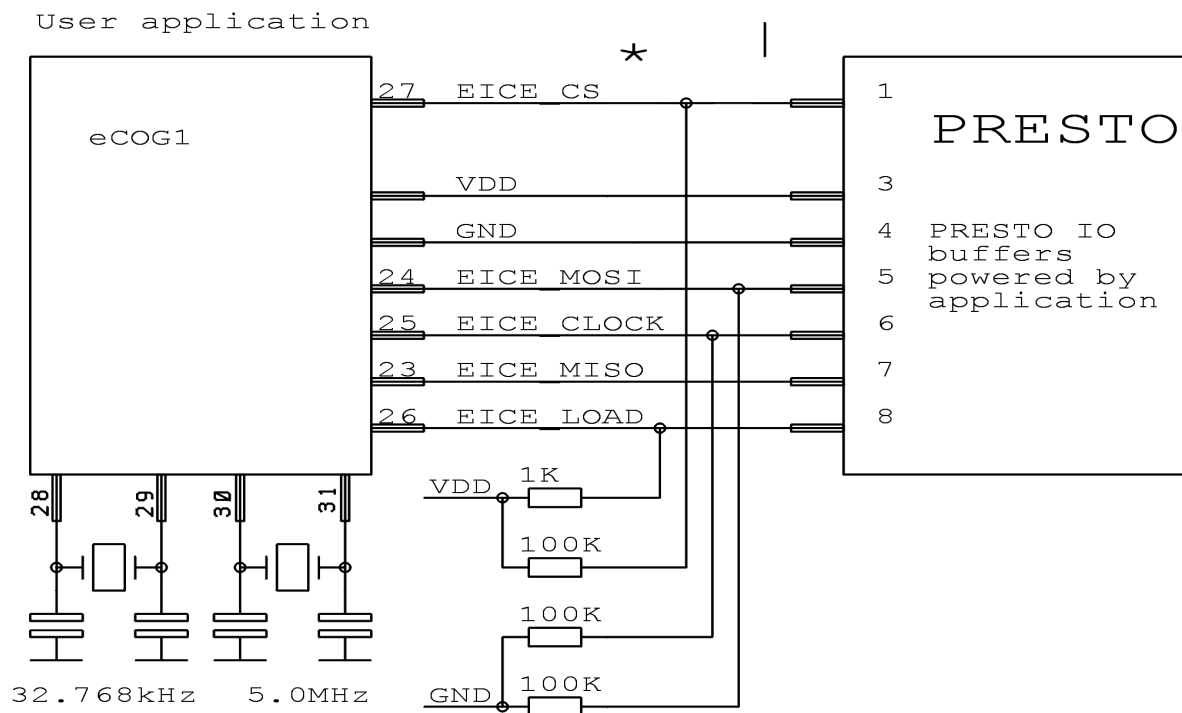 User application
*
|
27 EICE_CS 1
eCOG1
PRESTO
VDD 3
GND 4
PRESTO IO
buffers
powered by
application
24 EICE_MOSI 5
25 EICE_CLOCK 6
23 EICE_MISO 7
26 EICE_LOAD 8
28
29
30
31
VDD
1K
100K
100K
GND
100K
32.768kHz
5.0MHz